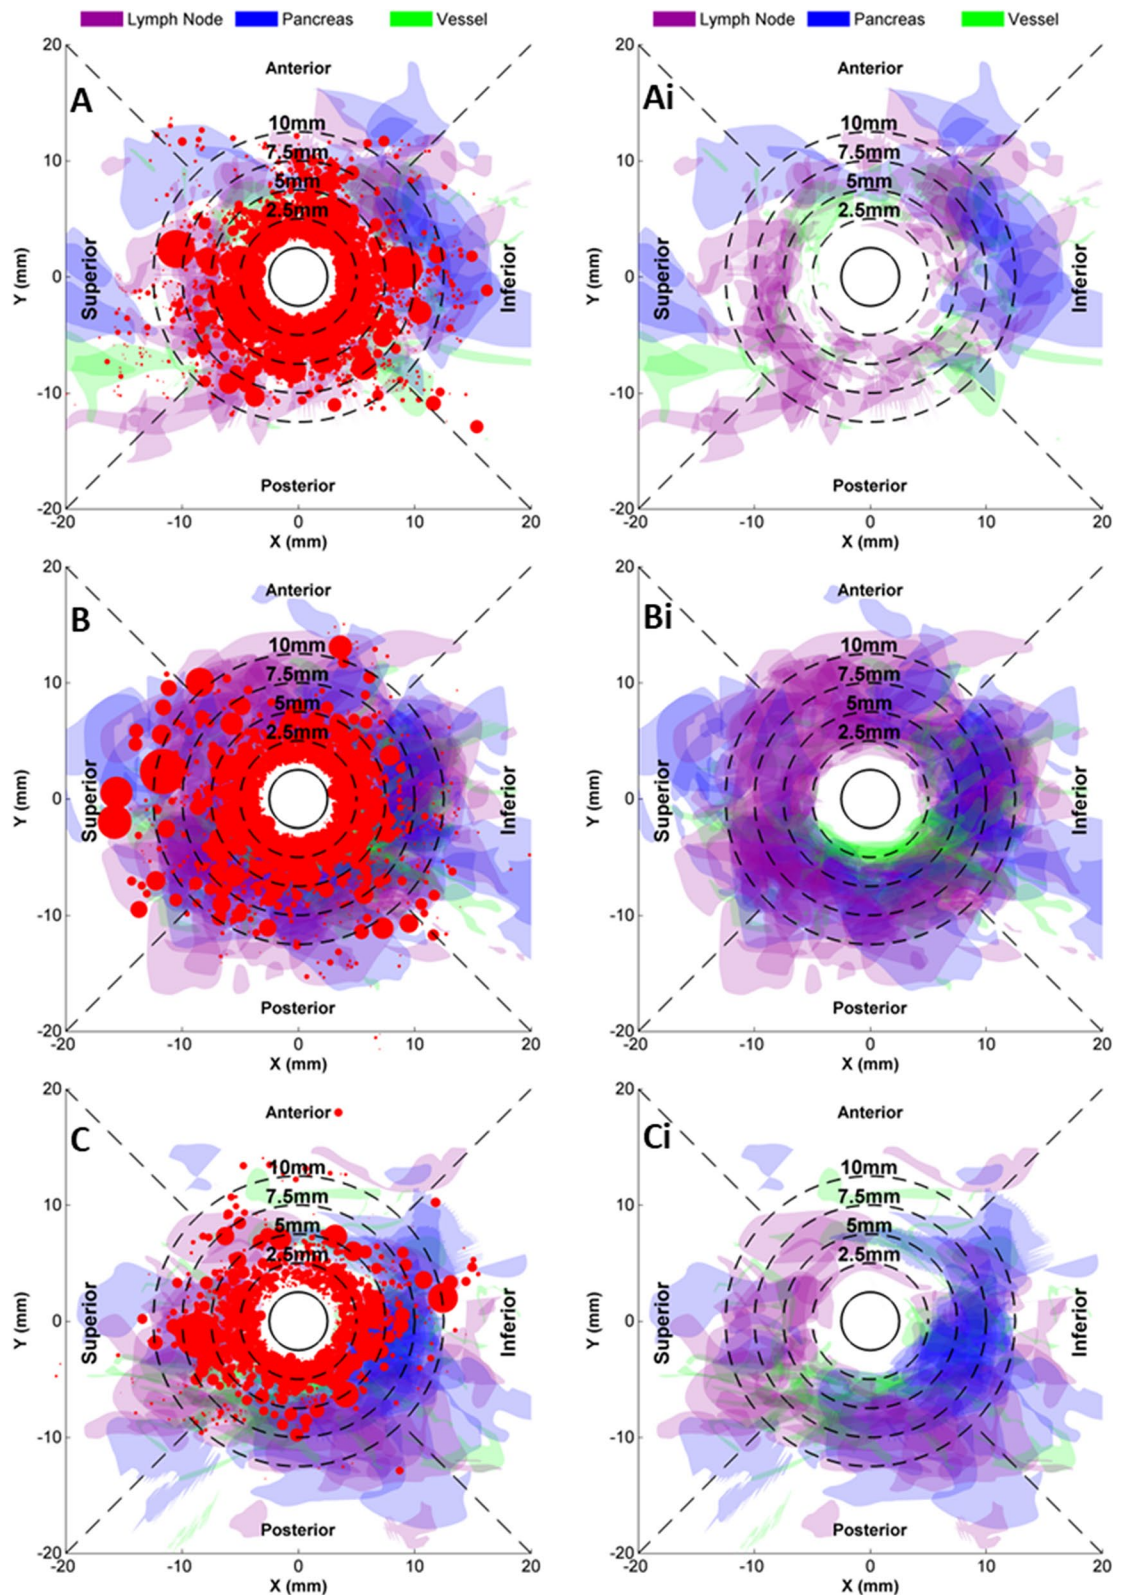 Lymph Node Pancreas Vessel
Lymph Node Pancreas Vessel
A
20
10
0
-10
-20
Y (mm)
Anterior
10mm
7.5mm
5mm
2.5mm
Superior
Inferior
Posterior
-20 -10 0 10 20
X (mm)
Ai
20
10
0
-10
-20
Y (mm)
Anterior
10mm
7.5mm
5mm
2.5mm
Superior
Inferior
Posterior
-20 -10 0 10 20
X (mm)
B
20
10
0
-10
-20
Y (mm)
Anterior
10mm
7.5mm
5mm
2.5mm
Superior
Inferior
Posterior
-20 -10 0 10 20
X (mm)
Bi
20
10
0
-10
-20
Y (mm)
Anterior
10mm
7.5mm
5mm
2.5mm
Superior
Inferior
Posterior
-20 -10 0 10 20
X (mm)
C
20
10
0
-10
-20
Y (mm)
Anterior
10mm
7.5mm
5mm
2.5mm
Superior
Inferior
Posterior
-20 -10 0 10 20
X (mm)
Ci
20
10
0
-10
-20
Y (mm)
Anterior
10mm
7.5mm
5mm
2.5mm
Superior
Inferior
Posterior
-20 -10 0 10 20
X (mm)